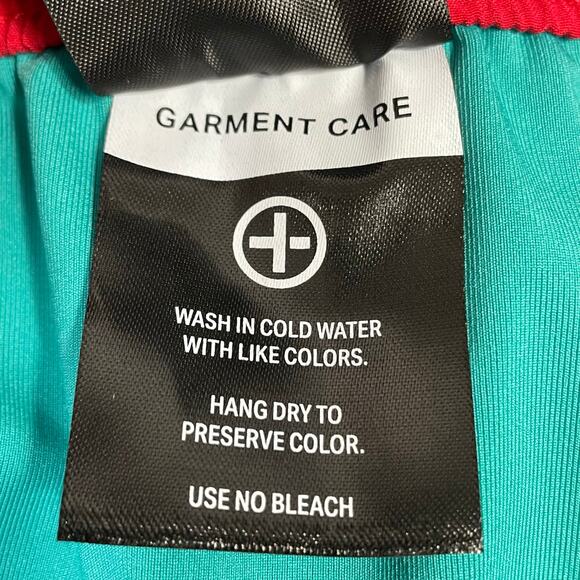 GARMENT CARE
WASH IN COLD WATER
WITH LIKE COLORS.
HANG DRY TO
PRESERVE COLOR.
USE NO BLEACH